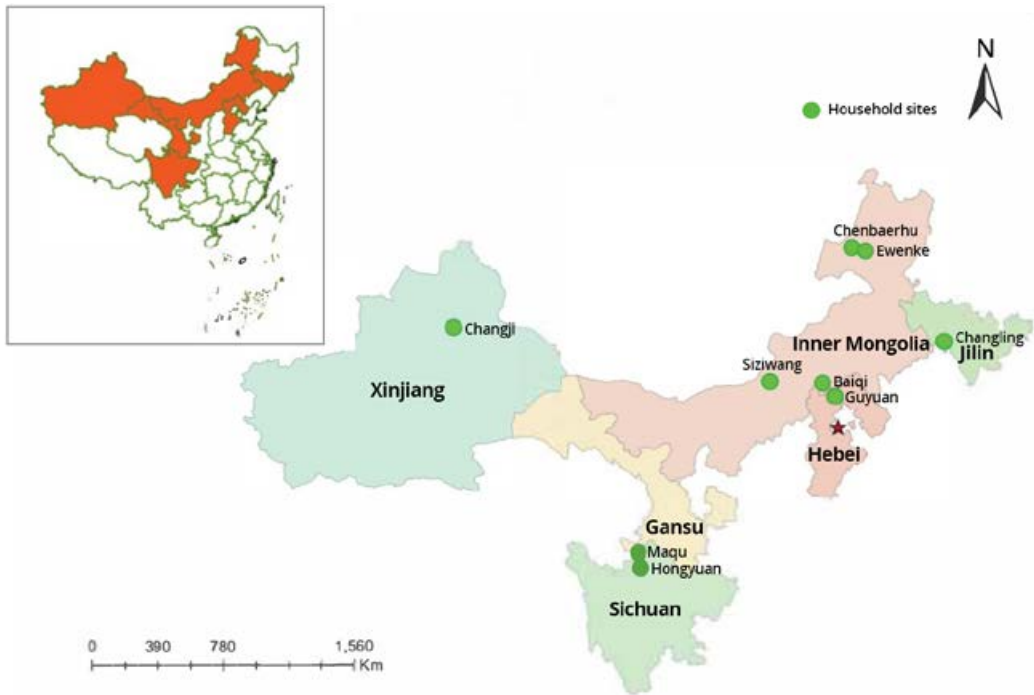 N
Household sites
Chenbaerhu
Ewenke
Changji
Changling
Inner Mongolia
Jilin
Siziwang
Baiqi
Xinjiang
Guyuan
Hebei
Gansu
Maqu
Hongyuan
Sichuan
0 390 780 1,560
Km